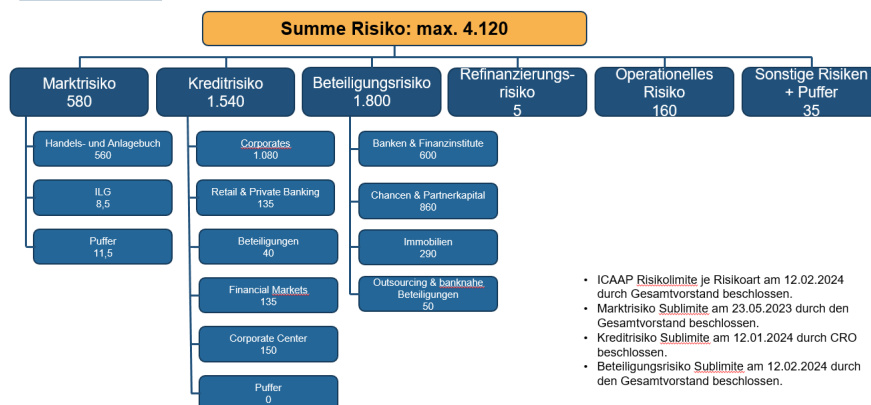 Summe Risiko: max. 4.120
Marktrisiko
580
Kreditrisiko
1.540
Beteiligungsrisiko
1.800
Refinanzierungs-
risiko
5
Operationelles
Risiko
160
Sonstige Risiken
+ Puffer
35
Handels- und Anlagebuch
560
ILG
8,5
Puffer
11,5
Corporates
1.080
Retail & Private Banking
135
Beteiligungen
40
Financial Markets
135
Corporate Center
150
Puffer
0
Banken & Finanzinstitute
600
Chancen & Partnerkapital
860
Immobilien
290
Outsourcing & banknahe
Beteiligungen
50
• ICAAP Risikolimite je Risikoart am 12.02.2024
durch Gesamtvorstand beschlossen.
• Marktrisiko Sublimite am 23.05.2023 durch den
Gesamtvorstand beschlossen.
• Kreditrisiko Sublimite am 12.01.2024 durch CRO
beschlossen.
• Beteiligungsrisiko Sublimite am 12.02.2024 durch
den Gesamtvorstand beschlossen.